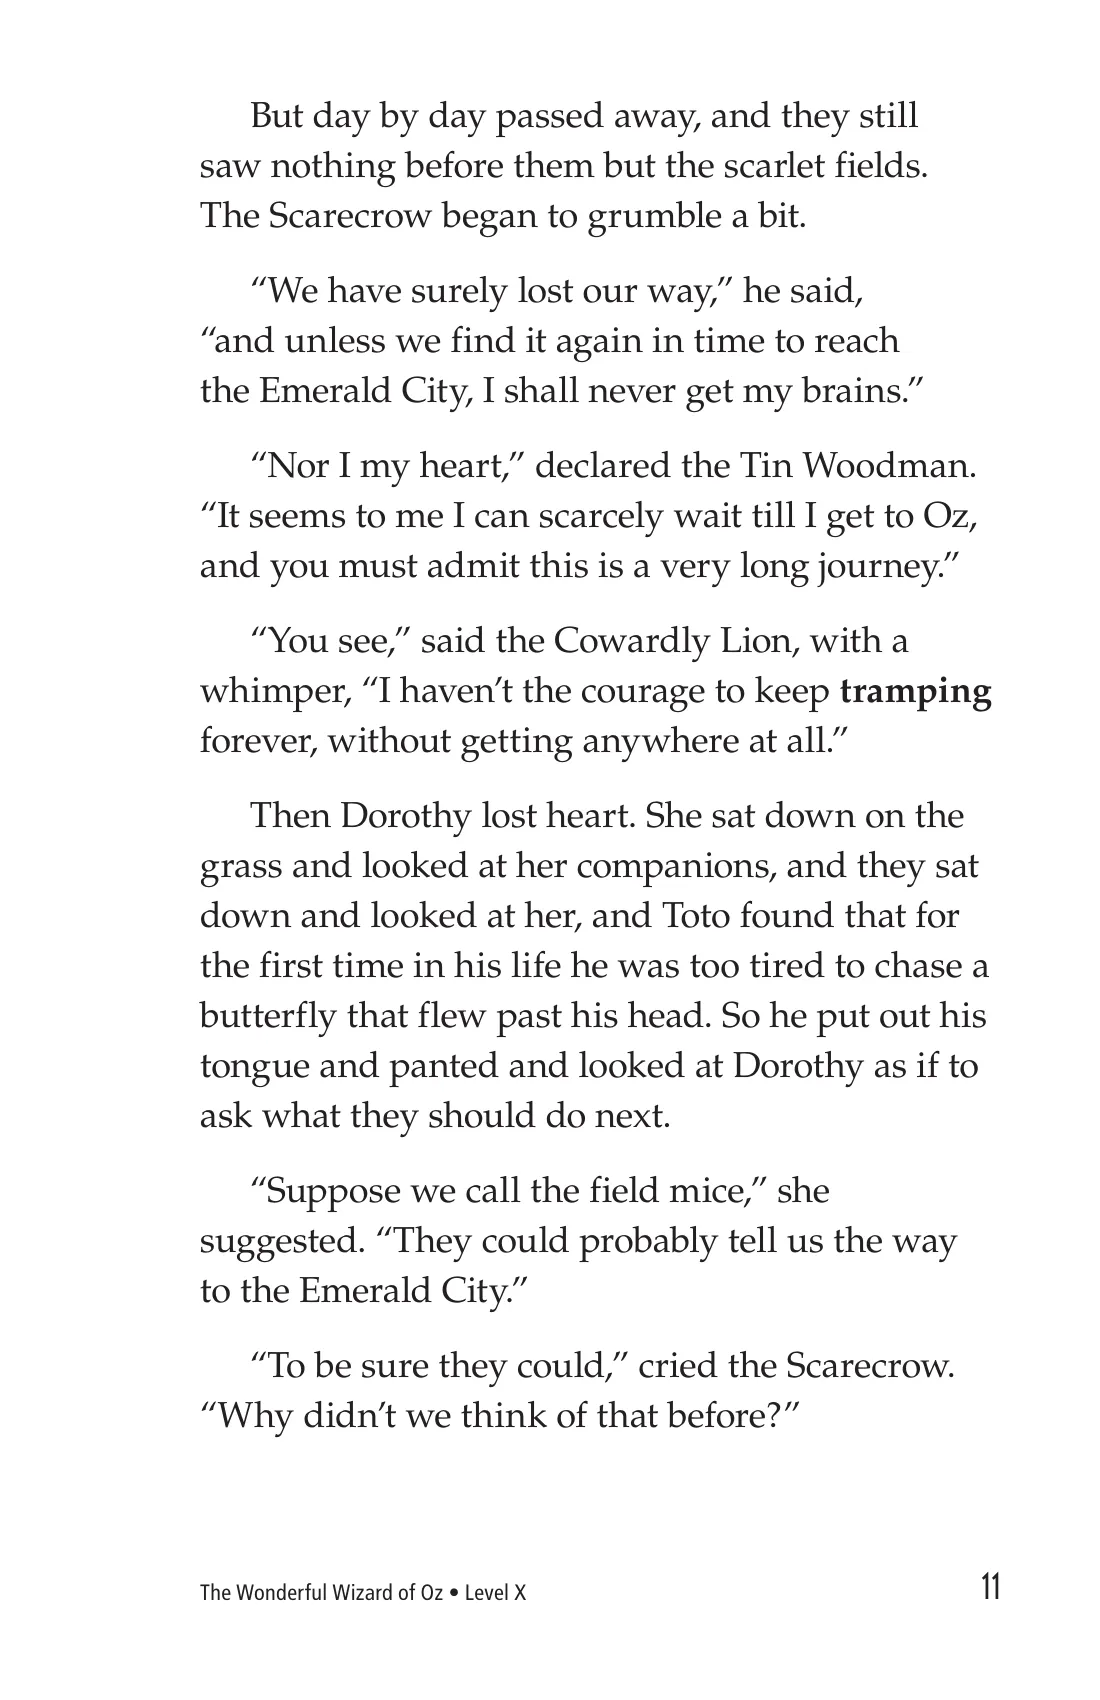 But day by day passed away, and they still
saw nothing before them but the scarlet fields.
The Scarecrow began to grumble a bit.
“We have surely lost our way,” he said,
“and unless we find it again in time to reach
the Emerald City, I shall never get my brains.”
“Nor I my heart,” declared the Tin Woodman.
“It seems to me I can scarcely wait till I get to Oz,
and you must admit this is a very long journey.”
“You see,” said the Cowardly Lion, with a
whimper, “I haven’t the courage to keep tramping
forever, without getting anywhere at all.”
Then Dorothy lost heart. She sat down on the
grass and looked at her companions, and they sat
down and looked at her, and Toto found that for
the first time in his life he was too tired to chase a
butterfly that flew past his head. So he put out his
tongue and panted and looked at Dorothy as if to
ask what they should do next.
“Suppose we call the field mice,” she
suggested. “They could probably tell us the way
to the Emerald City.”
“To be sure they could,” cried the Scarecrow.
“Why didn’t we think of that before?”
The Wonderful Wizard of Oz • Level X 11